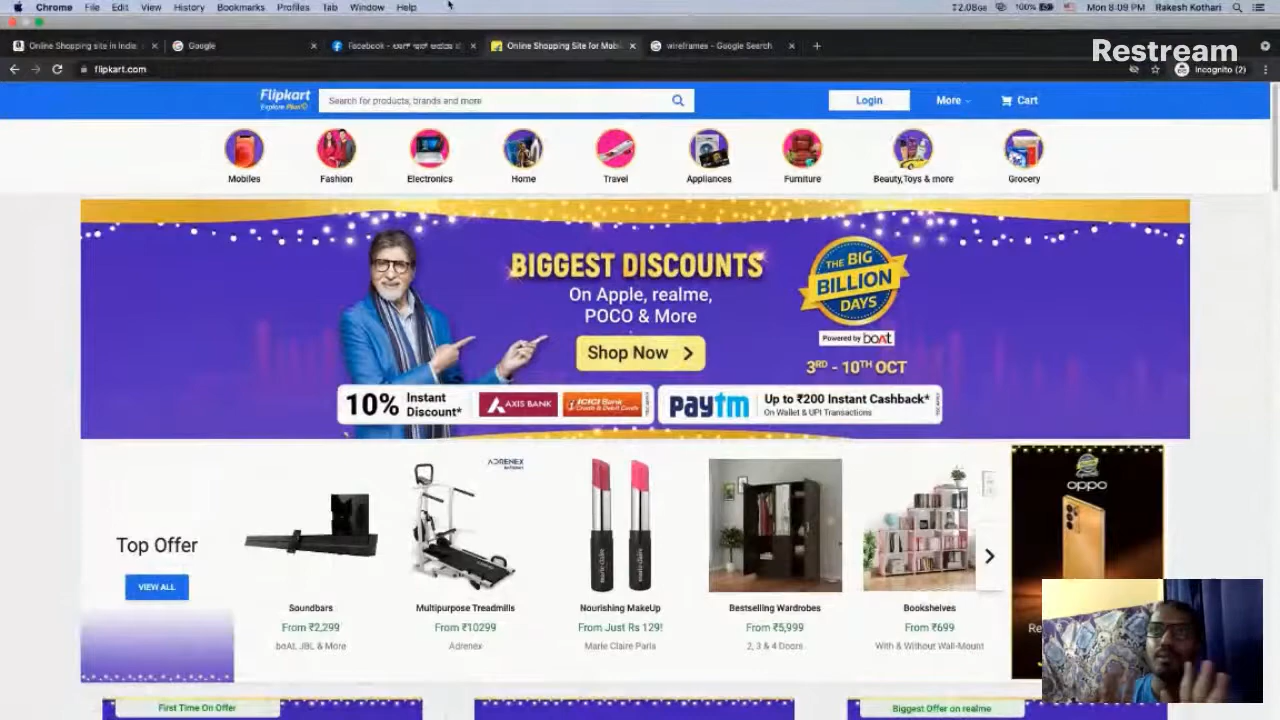 Chrome File Edit View History Bookmarks Profiles Tab Window Help
100% Mon 8:09 PM Rakesh Kothari
Online Shopping site in India
Google
Facebook -
Online Shopping Site for Mobi
wireframes - Google Search
Restream
flipkart.com
Incognito (2)
Flipkart
Explore Plus
Search for products, brands and more
Login
More
Cart
Mobiles
Fashion
Electronics
Home
Travel
Appliances
Furniture
Beauty,Toys & more
Grocery
BIGGEST DISCOUNTS
On Apple, realme,
POCO & More
Shop Now
THE BIG
BILLION
DAYS
Powered by boAt
3RD - 10TH OCT
10% Instant
Discount*
AXIS BANK
ICICI Bank
Credit & Debit Cards
paytm
Up to ₹200 Instant Cashback*
On Wallet & UPI Transactions
Top Offer
VIEW ALL
Soundbars
From ₹2,299
boAt, JBL & More
ADRENEX
Multipurpose Treadmills
From ₹10299
Adrenex
Nourishing MakeUp
From Just Rs 129!
Marie Claire Paris
Bestselling Wardrobes
From ₹5,999
2, 3 & 4 Doors
Bookshelves
From ₹699
With & Without Wall-Mount
oppo
First Time On Offer
Biggest Offer on realme